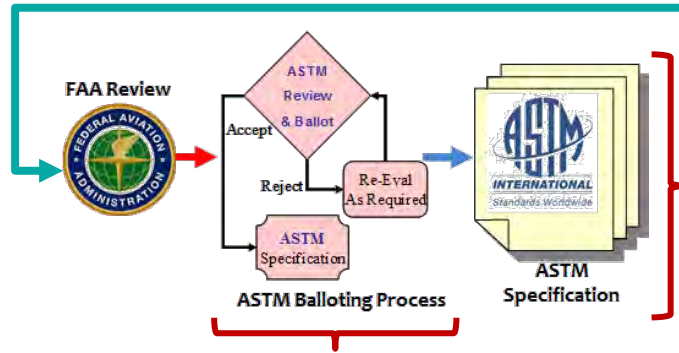 FAA Review
FEDERAL AVIATION
ADMINISTRATION
ASTM
Review
& Ballot
Accept
Reject
Re-Eval
As Required
ASTM
Specification
ASTM Balloting Process
ASTM
INTERNATIONAL
Standards Worldwide
ASTM
Specification